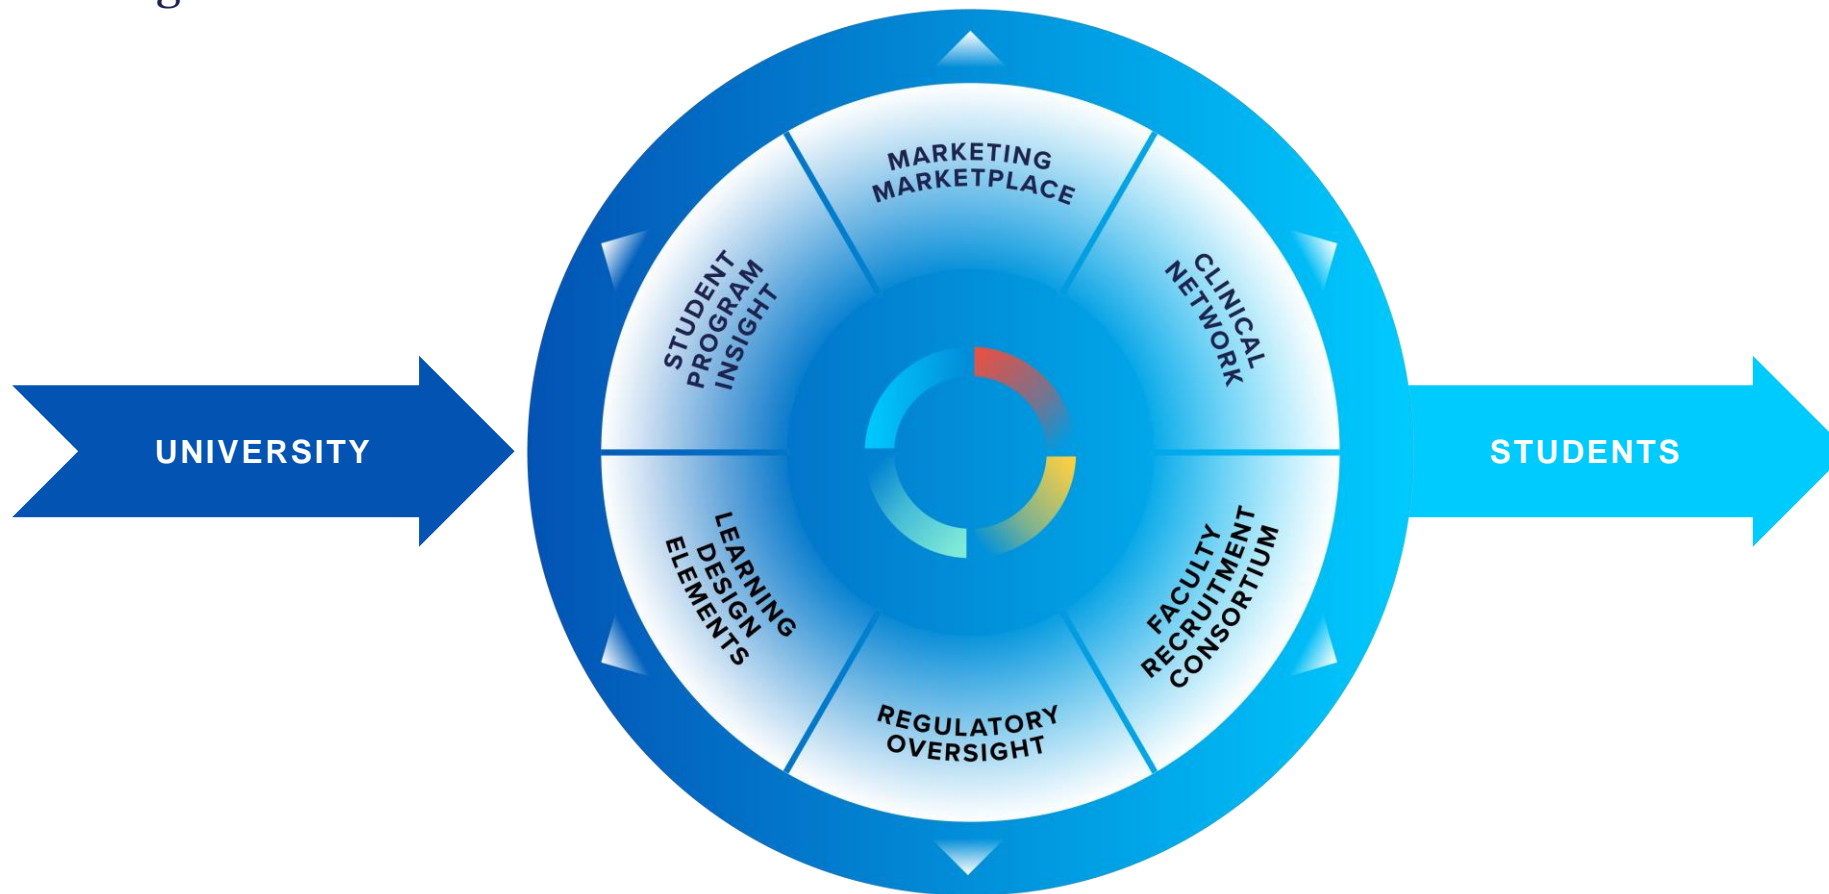 UNIVERSITY
MARKETING
MARKETPLACE
STUDENT
PROGRAM
INSIGHT
CLINICAL
NETWORK
STUDENTS
LEARNING
DESIGN
ELEMENTS
FACULTY
RECRUITMENT
CONSORTIUM
REGULATORY
OVERSIGHT